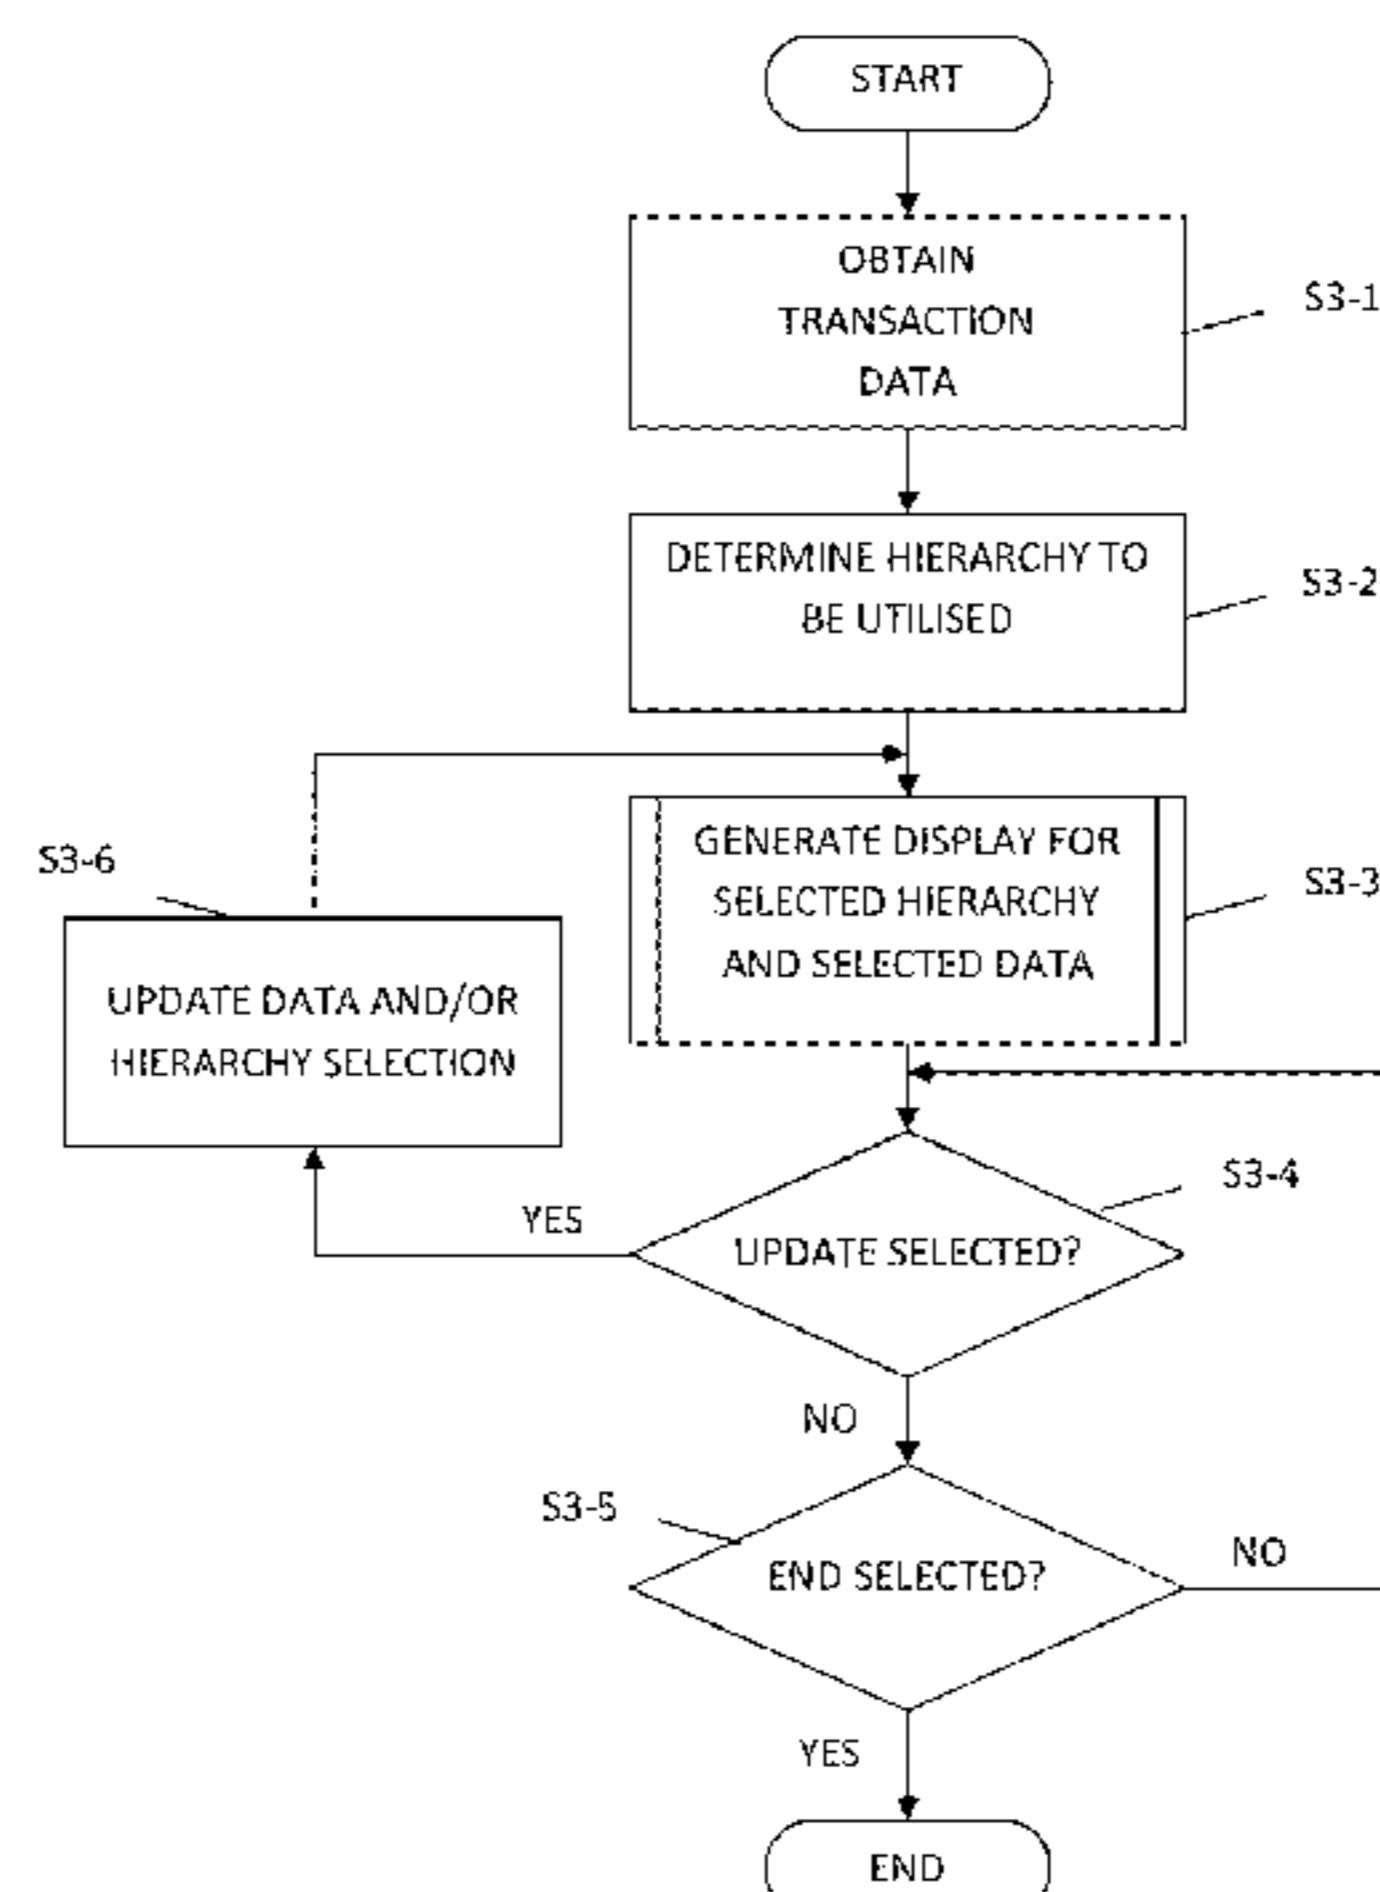 START
OBTAIN
TRANSACTION
DATA
S3-1
DETERMINE HIERARCHY TO
BE UTILISED
S3-2
GENERATE DISPLAY FOR
SELECTED HIERARCHY
AND SELECTED DATA
S3-3
S3-6
UPDATE DATA AND/OR
HIERARCHY SELECTION
S3-4
YES
UPDATE SELECTED?
NO
S3-5
END SELECTED?
NO
YES
END